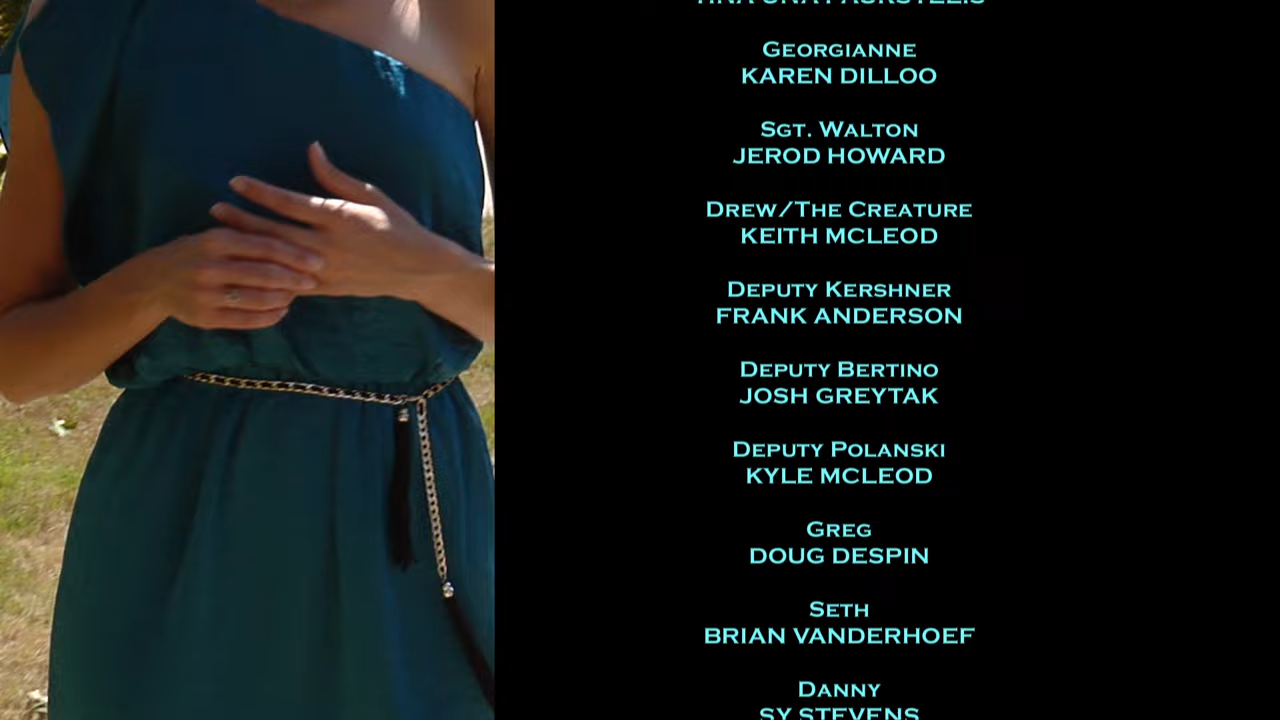 Georgianne
KAREN DILLOO
Sgt. Walton
JEROD HOWARD
Drew/The Creature
KEITH MCLEOD
Deputy Kershner
FRANK ANDERSON
Deputy Bertino
JOSH GREYTAK
Deputy Polanski
KYLE MCLEOD
Greg
DOUG DESPIN
Seth
BRIAN VANDERHOEF
Danny
SY STEVENS